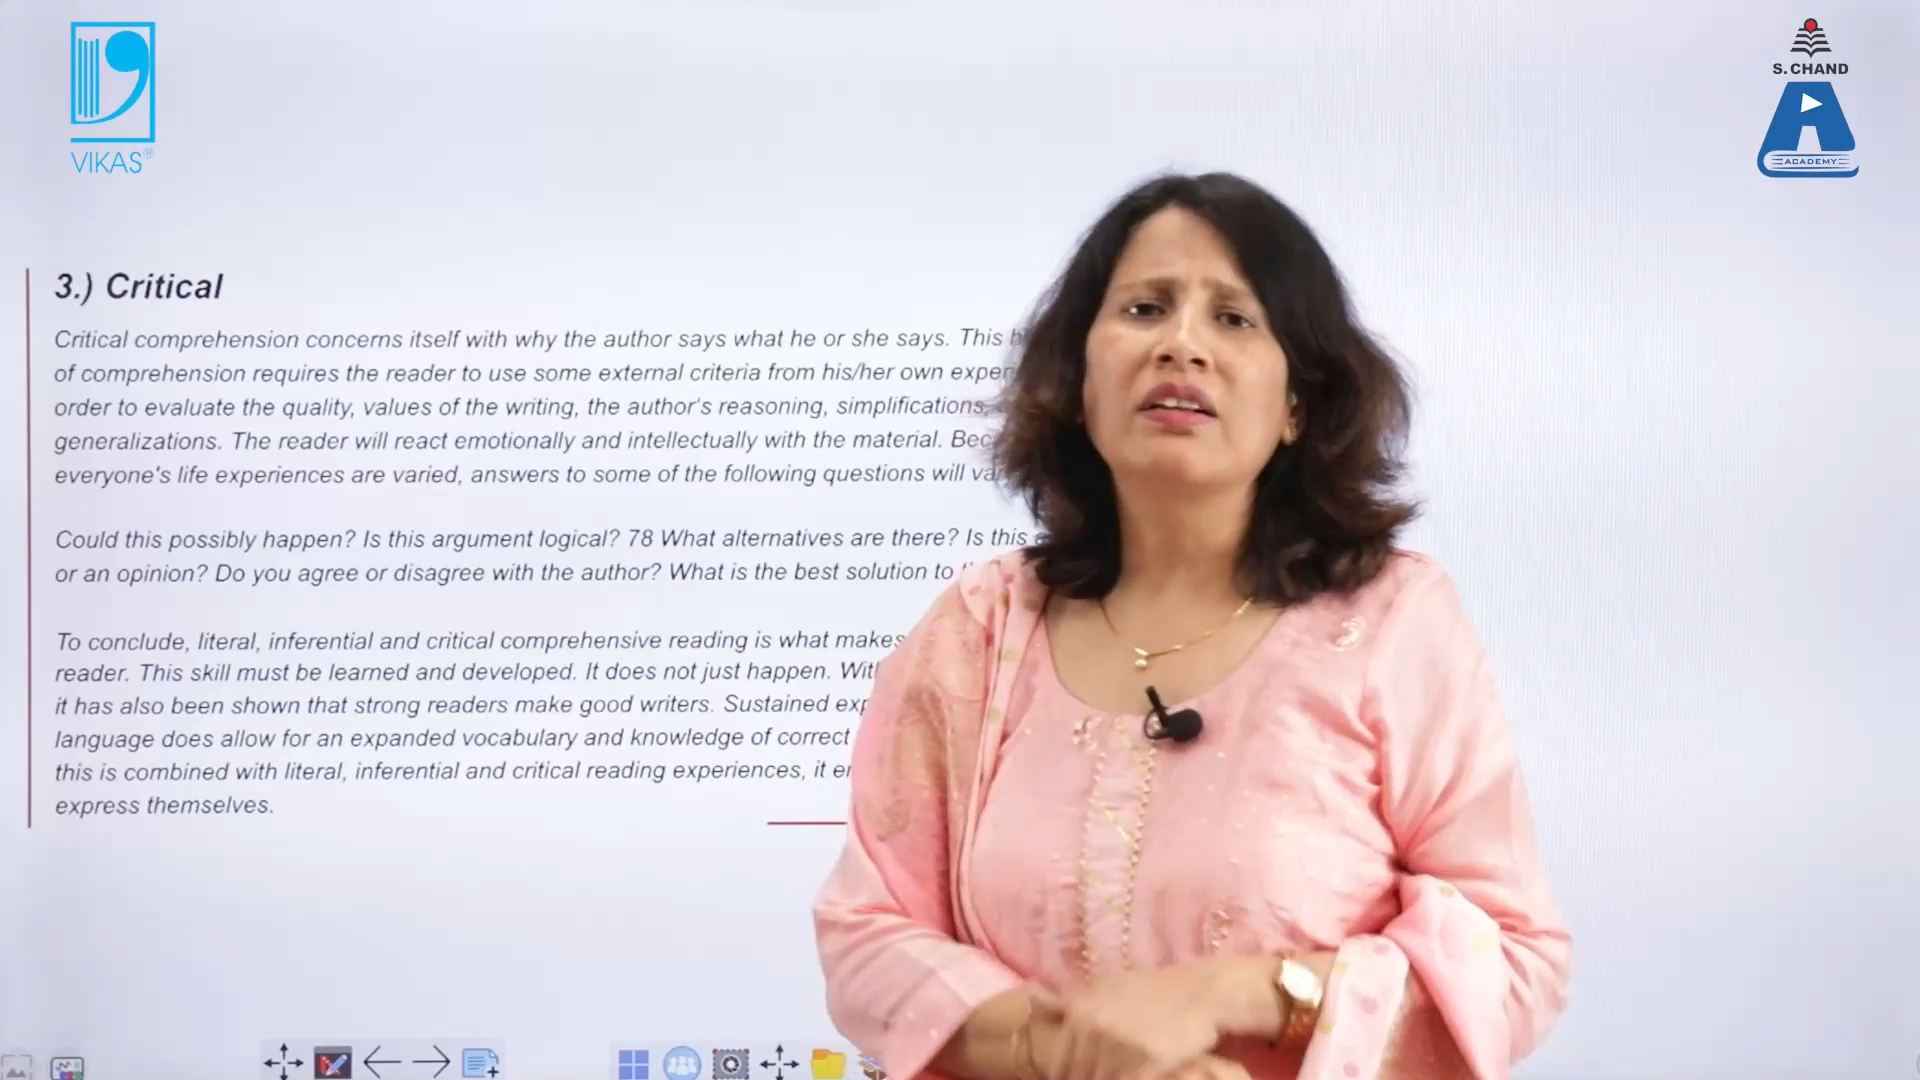 VIKAS®
S. CHAND
ACADEMY
3.) Critical
Critical comprehension concerns itself with why the author says what he or she says. This
of comprehension requires the reader to use some external criteria from his/her own
order to evaluate the quality, values of the writing, the author's reasoning, simplifications,
generalizations. The reader will react emotionally and intellectually with the material.
everyone's life experiences are varied, answers to some of the following questions will
Could this possibly happen? Is this argument logical? 78 What alternatives are there? Is this
or an opinion? Do you agree or disagree with the author? What is the best solution to
To conclude, literal, inferential and critical comprehensive reading is what makes
reader. This skill must be learned and developed. It does not just happen.
it has also been shown that strong readers make good writers. Sustained
language does allow for an expanded vocabulary and knowledge of correct
this is combined with literal, inferential and critical reading experiences, it
express themselves.